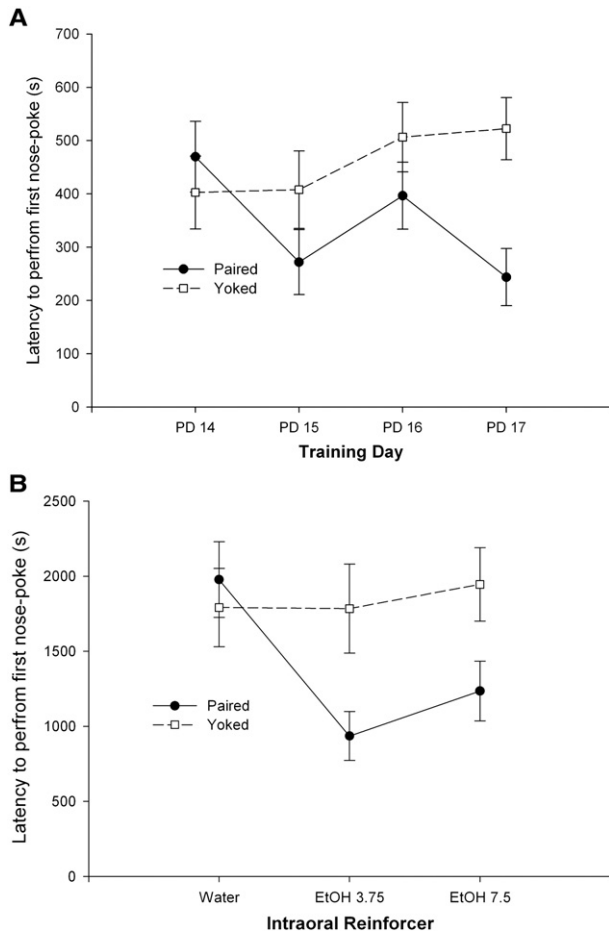 A
Latency to perfrom first nose-poke (s)
700
600
500
400
300
200
100
0
Paired
Yoked
PD 14 PD 15 PD 16 PD 17
Training Day
B
Latency to perfrom first nose-poke (s)
2500
2000
1500
1000
500
0
Paired
Yoked
Water EtOH 3.75 EtOH 7.5
Intraoral Reinforcer